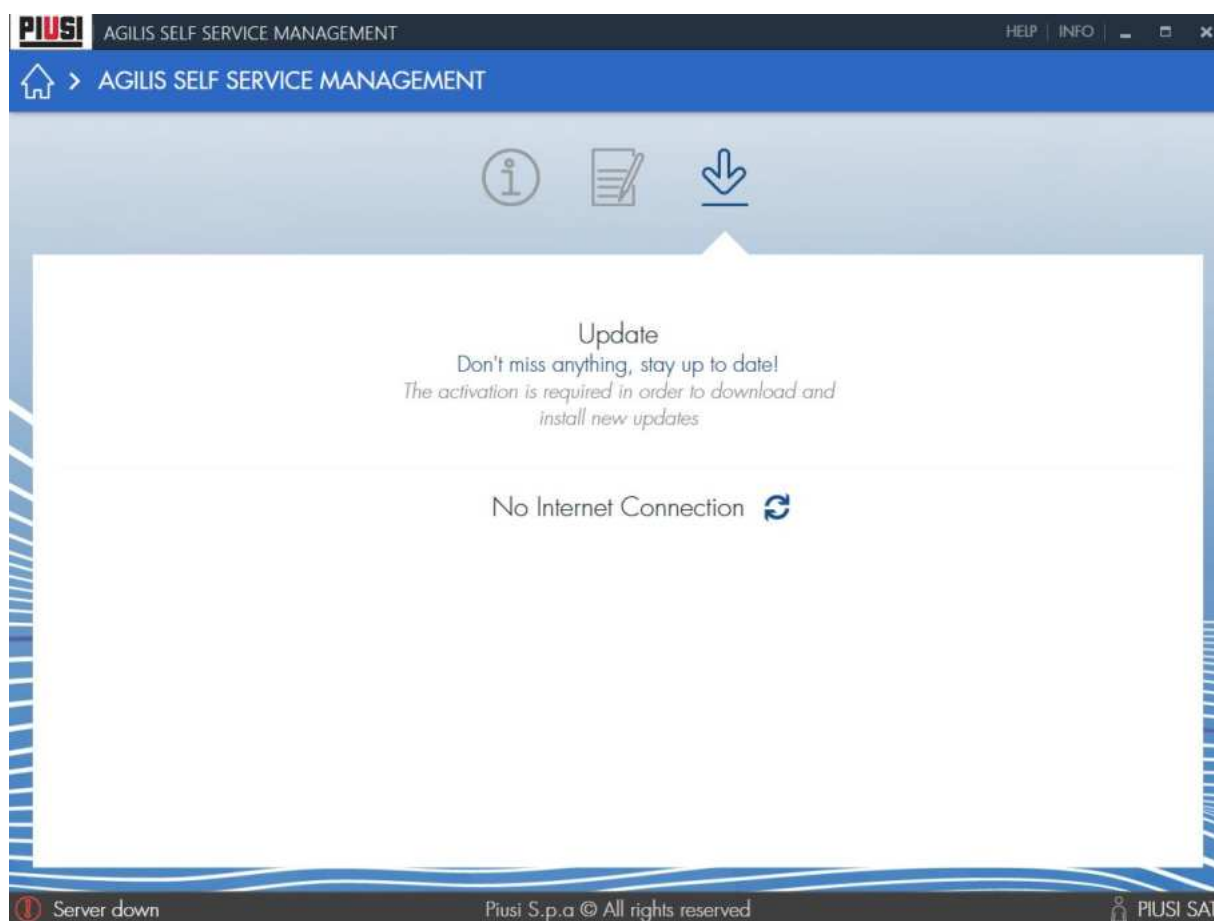 PIUSI AGILIS SELF SERVICE MANAGEMENT HELP | INFO |
> AGILIS SELF SERVICE MANAGEMENT
Update
Don't miss anything, stay up to date!
The activation is required in order to download and
install new updates
No Internet Connection
Server down Piusi S.p.a © All rights reserved PIUSI SAT